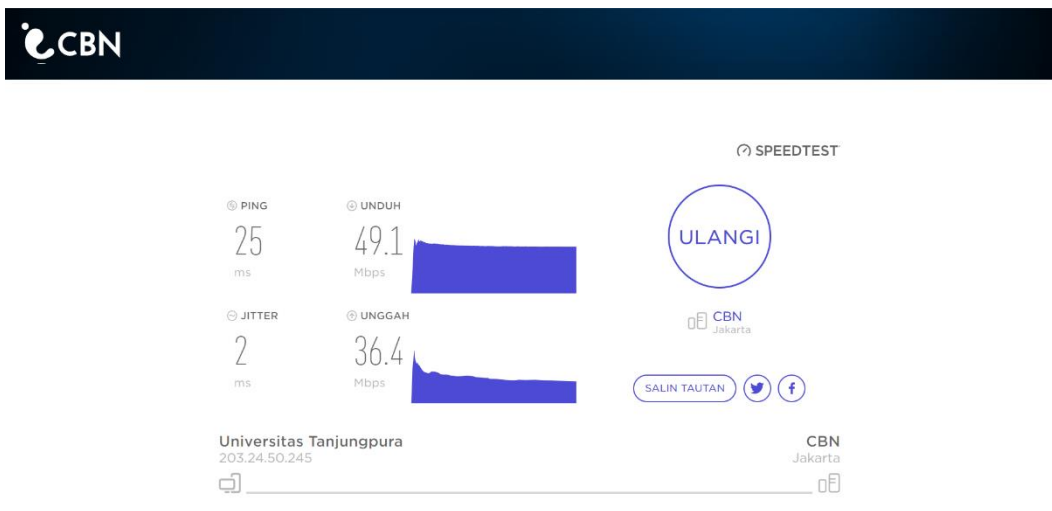 CBN
SPEEDTEST
PING
25
ms
UNDUH
49.1
Mbps
ULANGI
JITTER
2
ms
UNGGAH
36.4
Mbps
CBN
Jakarta
SALIN TAUTAN
Universitas Tanjungpura
203.24.50.245
CBN
Jakarta